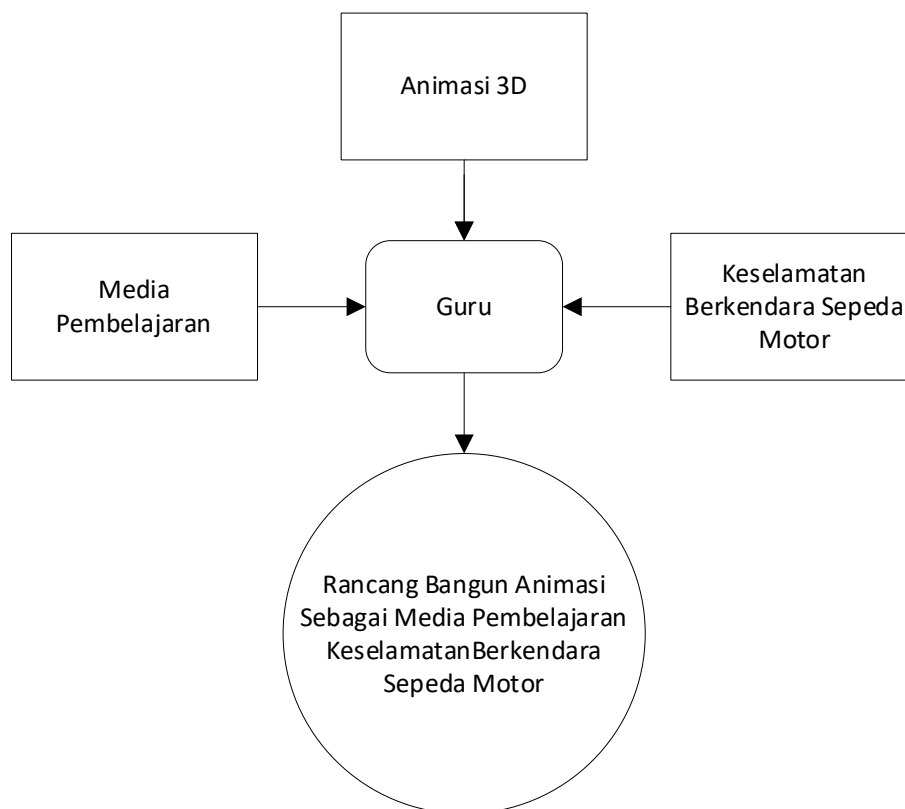 Animasi 3D
Media
Pembelajaran
Guru
Keselamatan
Berkendara Sepeda
Motor
Rancang Bangun Animasi
Sebagai Media Pembelajaran
KeselamatanBerkendara
Sepeda Motor